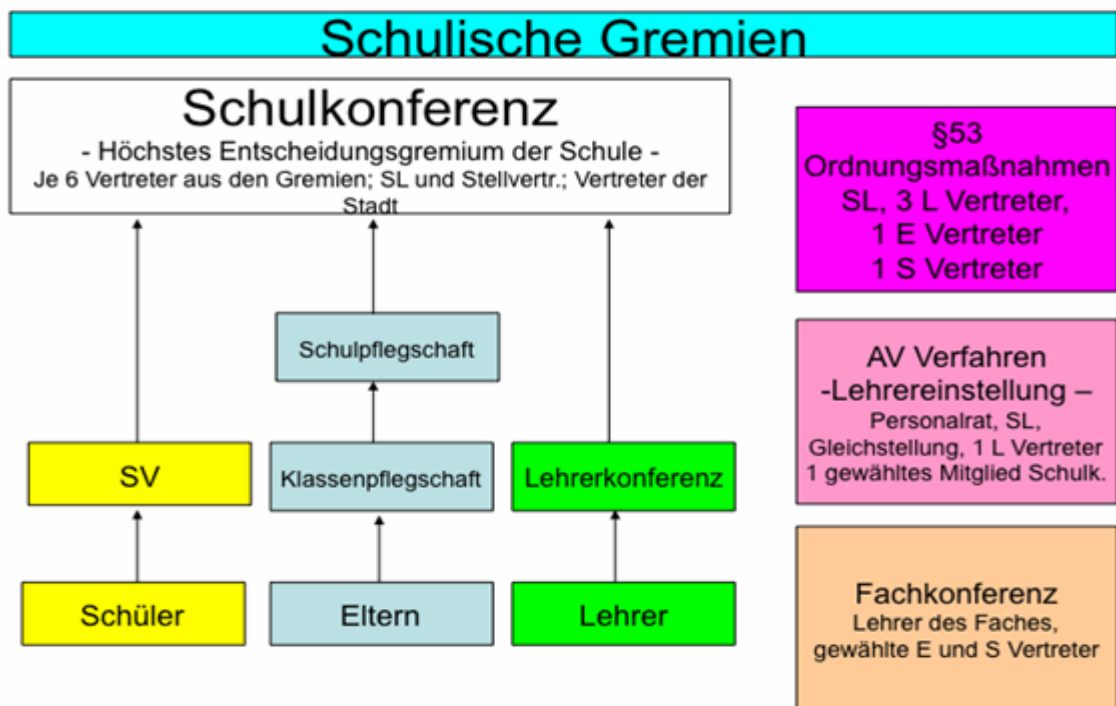 Schulische Gremien
Schulkonferenz
- Höchstes Entscheidungsgremium der Schule -
Je 6 Vertreter aus den Gremien; SL und Stellvertr.; Vertreter der
Stadt
Schulpflegschaft
SV
Klassenpflegschaft
Lehrerkonferenz
Schüler
Eltern
Lehrer
§53
Ordnungsmaßnahmen
SL, 3 L Vertreter,
1 E Vertreter
1 S Vertreter
AV Verfahren
-Lehrereinstellung –
Personalrat, SL,
Gleichstellung, 1 L Vertreter
1 gewähltes Mitglied Schulk.
Fachkonferenz
Lehrer des Faches,
gewählte E und S Vertreter